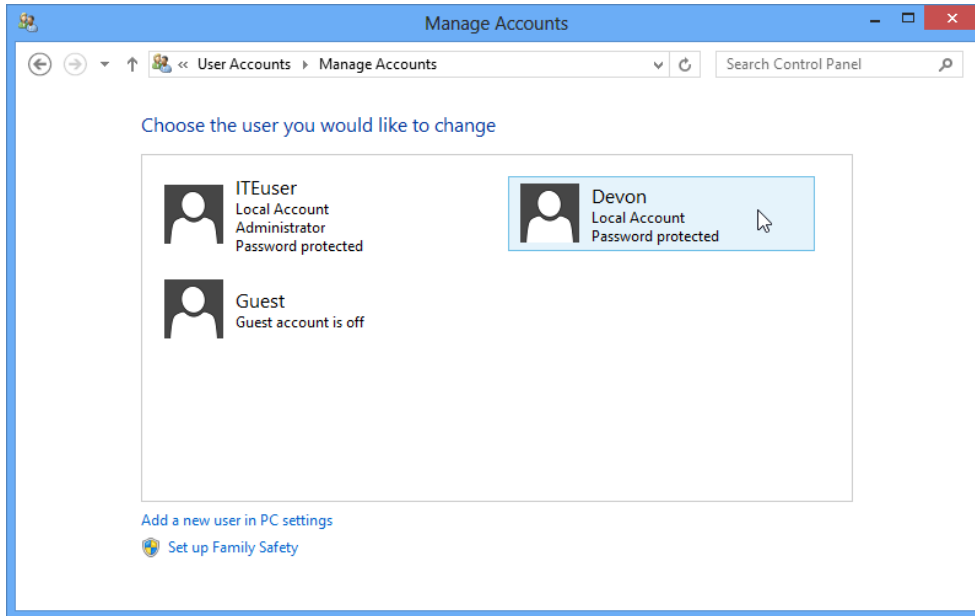 Manage Accounts
« User Accounts Manage Accounts
Search Control Panel
Choose the user you would like to change
ITEuser
Local Account
Administrator
Password protected
Devon
Local Account
Password protected
Guest
Guest account is off
Add a new user in PC settings
Set up Family Safety